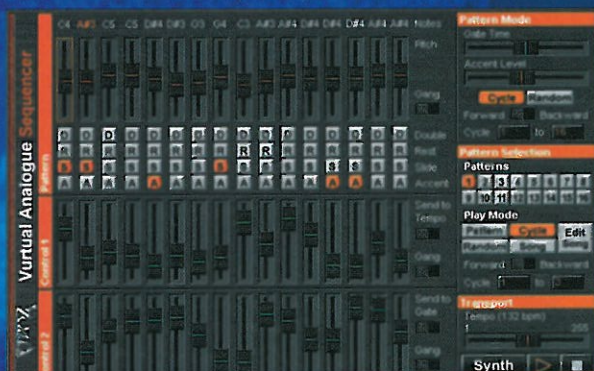 Vurtual Analogue Sequencer
Pattern
Control 1
Control 2
C4 A#3 C5 C5 D#4 D#3 G3 G4 C3 A#3 A#4 D#4 D#4 D#4 A#4 A#4 Notes
Pitch
Gang
Double
Rest
Slide
Accent
Send to
Tempo
Gang
Send to
Gate
Gang
Pattern Mode
Gate Time
Accent Level
Cycle Random
Forward Backward
Cycle to 16
Pattern Selection
Patterns
1 2 3 4 5 6 7 8
9 10 11 12 13 14 15 16
Play Mode
Pattern Cycle Edit
Random Song Song
Forward Backward
Cycle to
Transport
Tempo (132 bpm)
1 255
Synth